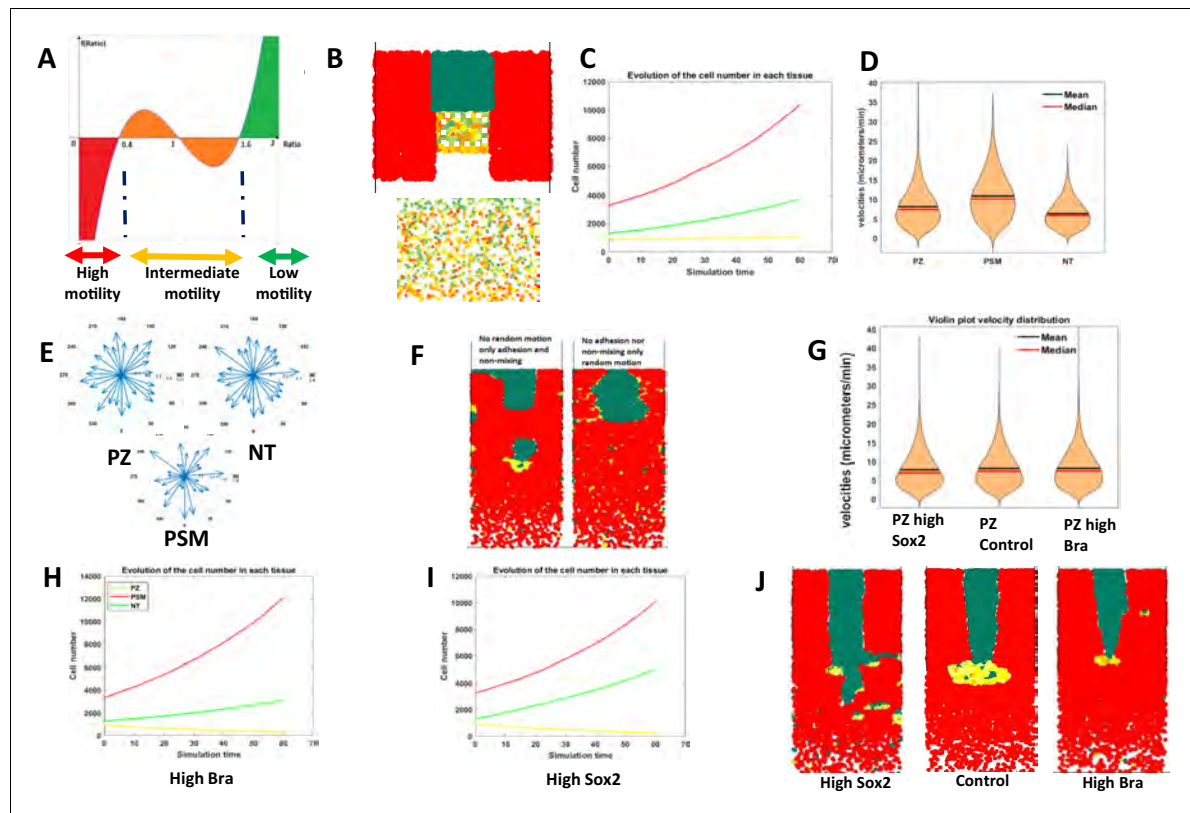 A
f(Ratio)
0
0.4
1
1.6
2
Ratio
High
motility
Intermediate
motility
Low
motility
B
C
Evolution of the cell number in each tissue
12000
10000
8000
6000
4000
2000
0
Cell number
0 10 20 30 40 50 60 70
Simulation time
D
Mean
Median
velocities (micrometers/min)
40
35
30
25
20
15
10
5
0
PZ PSM NT
E
PZ
NT
PSM
F
No random motion
only adhesion and
non-mixing
No adhesion nor
non-mixing only
random motion
G
Violin plot velocity distribution
Mean
Median
velocities (micrometers/min)
45
40
35
30
25
20
15
10
5
0
PZ high
Sox2
PZ
Control
PZ high
Bra
H
Evolution of the cell number in each tissue
PZ
PSM
NT
14000
12000
10000
8000
6000
4000
2000
0
Cell number
0 10 20 30 40 50 60 70
Simulation time
High Bra
I
Evolution of the cell number in each tissue
12000
10000
8000
6000
4000
2000
0
Cell number
0 10 20 30 40 50 60 70
Simulation time
High Sox2
J
High Sox2
Control
High Bra